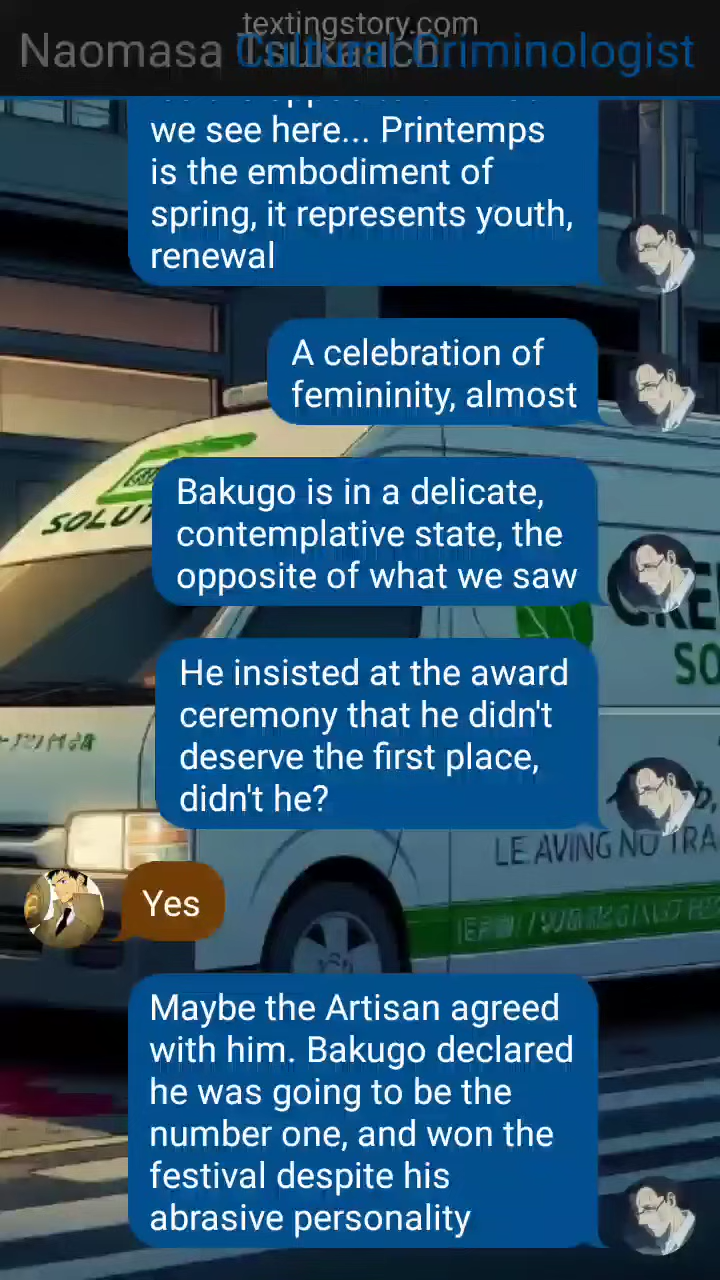 textingstory.com
Naomasa Tsukauchi
Cultural Criminologist
we see here... Printemps
is the embodiment of
spring, it represents youth,
renewal
A celebration of
femininity, almost
Bakugo is in a delicate,
contemplative state, the
opposite of what we saw
He insisted at the award
ceremony that he didn't
deserve the first place,
didn't he?
Yes
Maybe the Artisan agreed
with him. Bakugo declared
he was going to be the
number one, and won the
festival despite his
abrasive personality
SOLUT
SO
LEAVING NO TRA